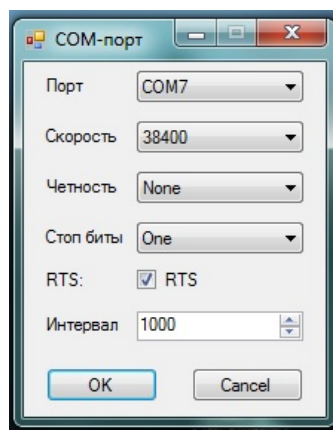 COM-порт
Порт COM7
Скорость 38400
Четность None
Стоп биты One
RTS: RTS
Интервал 1000
OK Cancel